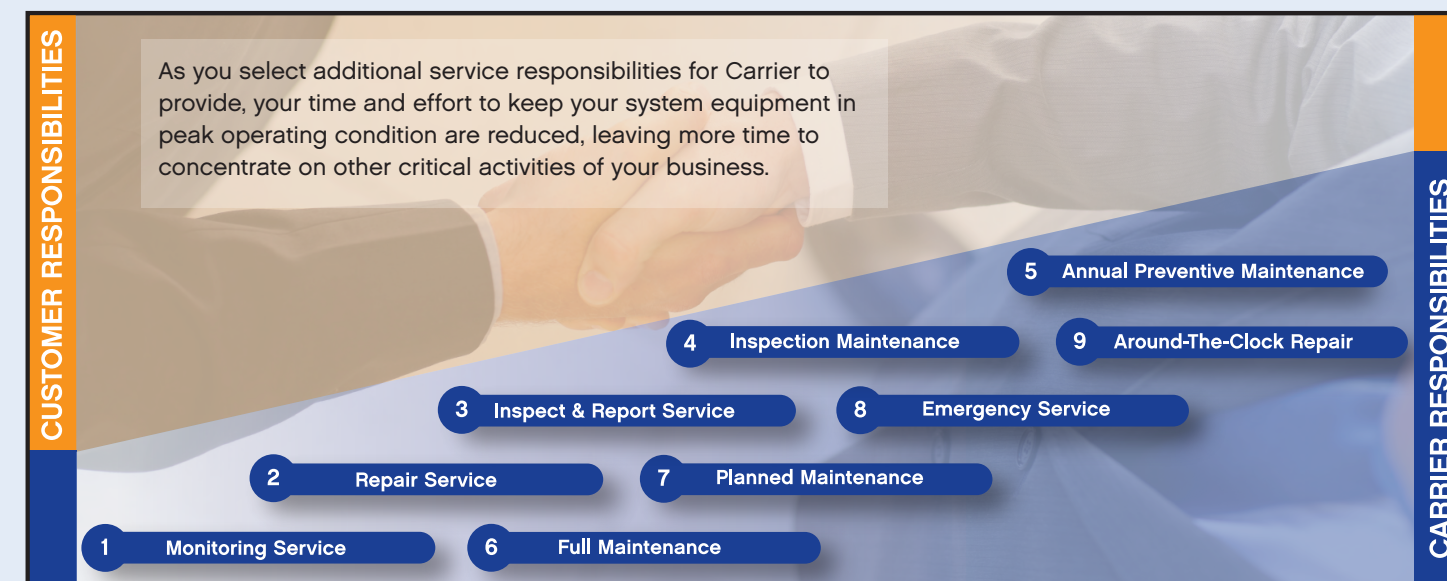 CUSTOMER RESPONSIBILITIES
As you select additional service responsibilities for Carrier to
provide, your time and effort to keep your system equipment in
peak operating condition are reduced, leaving more time to
concentrate on other critical activities of your business.
5 Annual Preventive Maintenance
4 Inspection Maintenance
9 Around-The-Clock Repair
3 Inspect & Report Service
8 Emergency Service
2 Repair Service
7 Planned Maintenance
1 Monitoring Service
6 Full Maintenance
CARRIER RESPONSIBILITIES